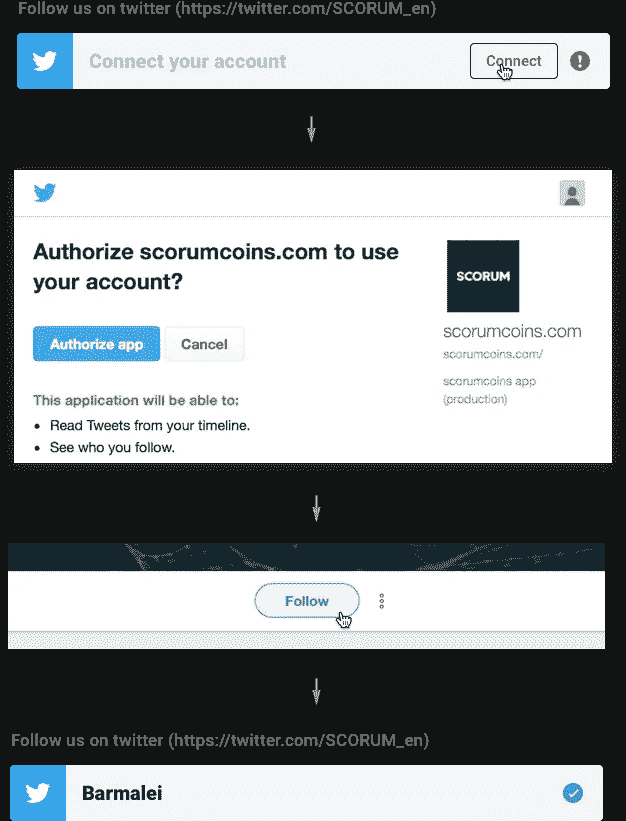 Follow us on twitter (https://twitter.com/SCORUM_en)
Connect your account
Connect
Authorize scorumcoins.com to use
your account?
Authorize app
Cancel
SCORUM
scorumcoins.com
scorumcoins.com/
scorumcoins app
(production)
This application will be able to:
• Read Tweets from your timeline.
• See who you follow.
Follow
Follow us on twitter (https://twitter.com/SCORUM_en)
Barmalei